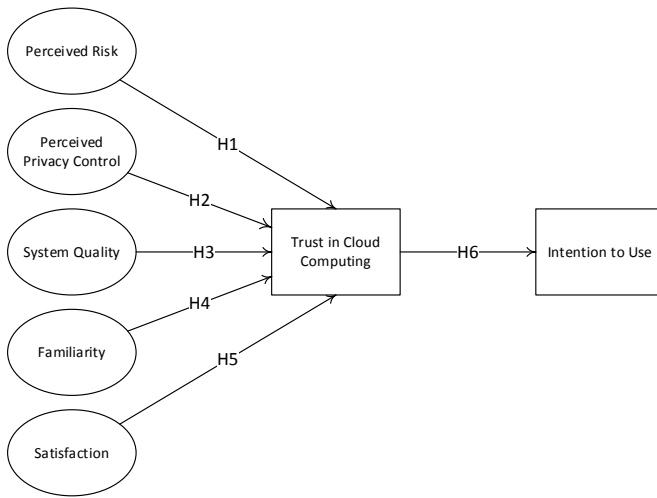 Perceived Risk
H1
Perceived
Privacy Control
H2
Trust in Cloud
Computing
System Quality
H3
H6
Intention to Use
H4
Familiarity
H5
Satisfaction